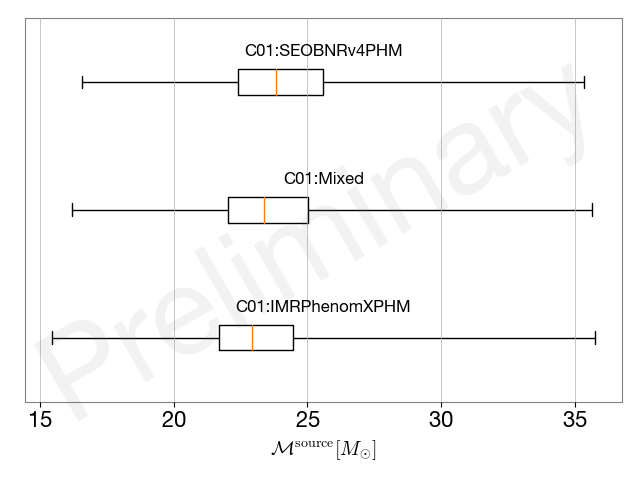 C01:SEOBNRv4PHM
C01:Mixed
C01:IMRPhenomXPHM
Preliminary
15 20 25 30 35
ℳ^source [M_⊙]